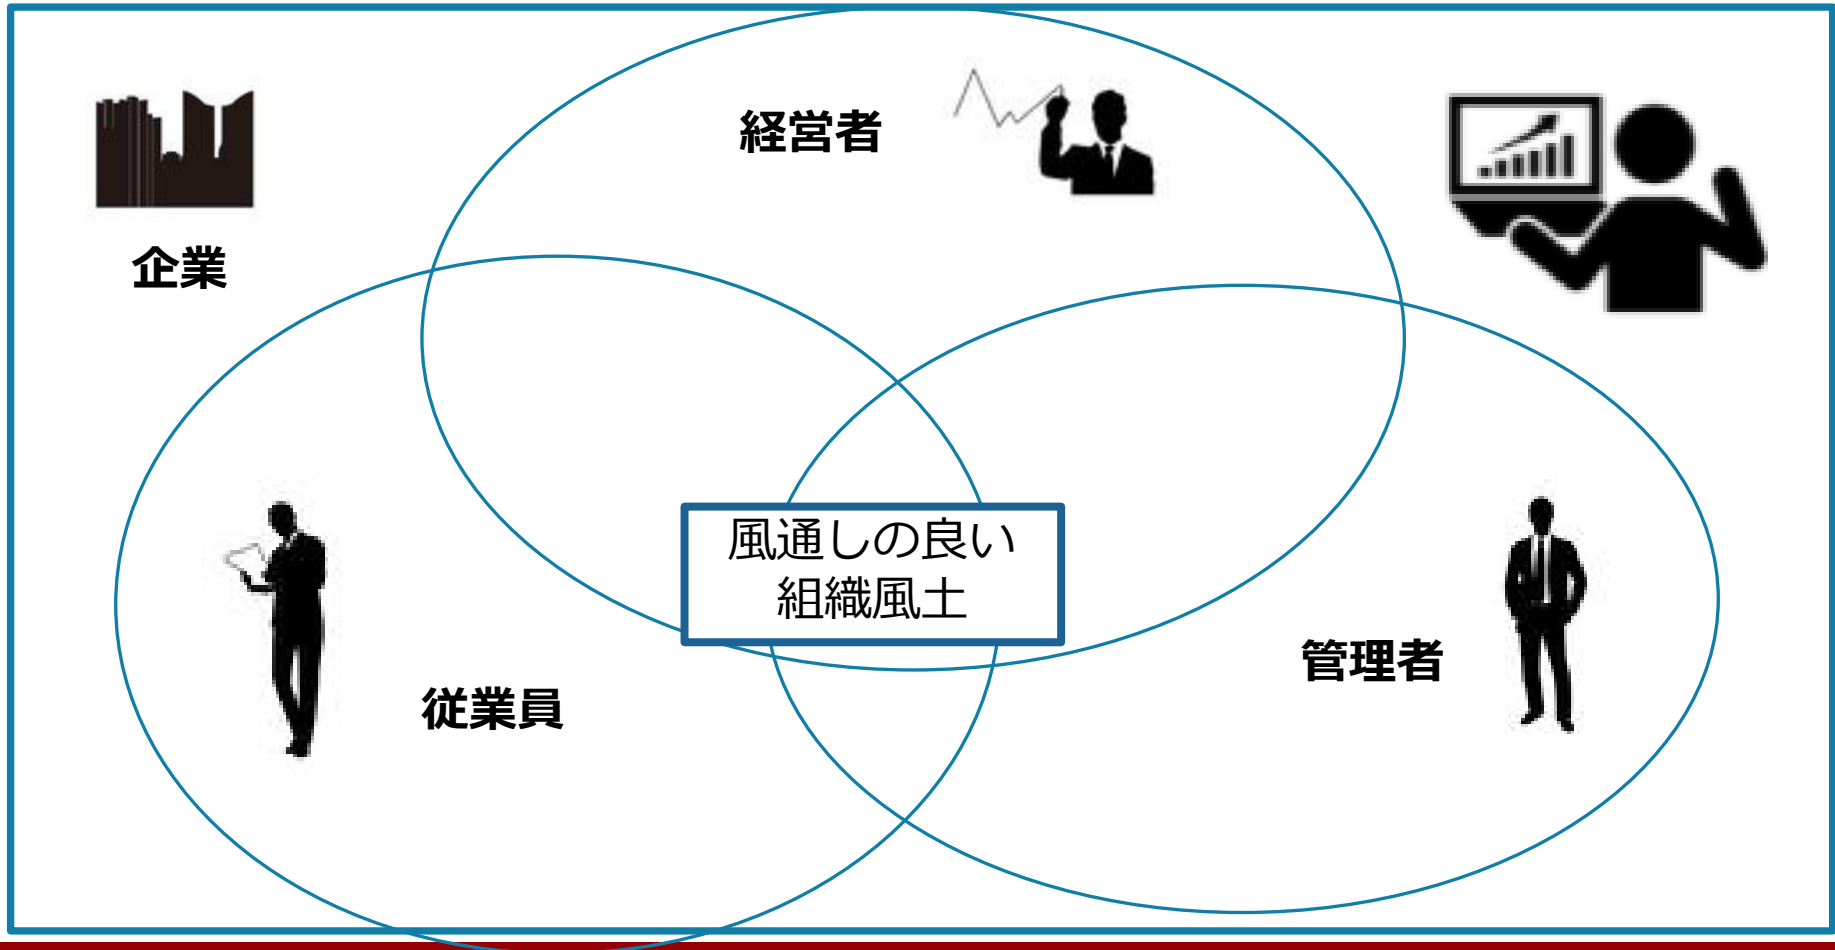 経営者
企業
風通しの良い
組織風土
管理者
従業員